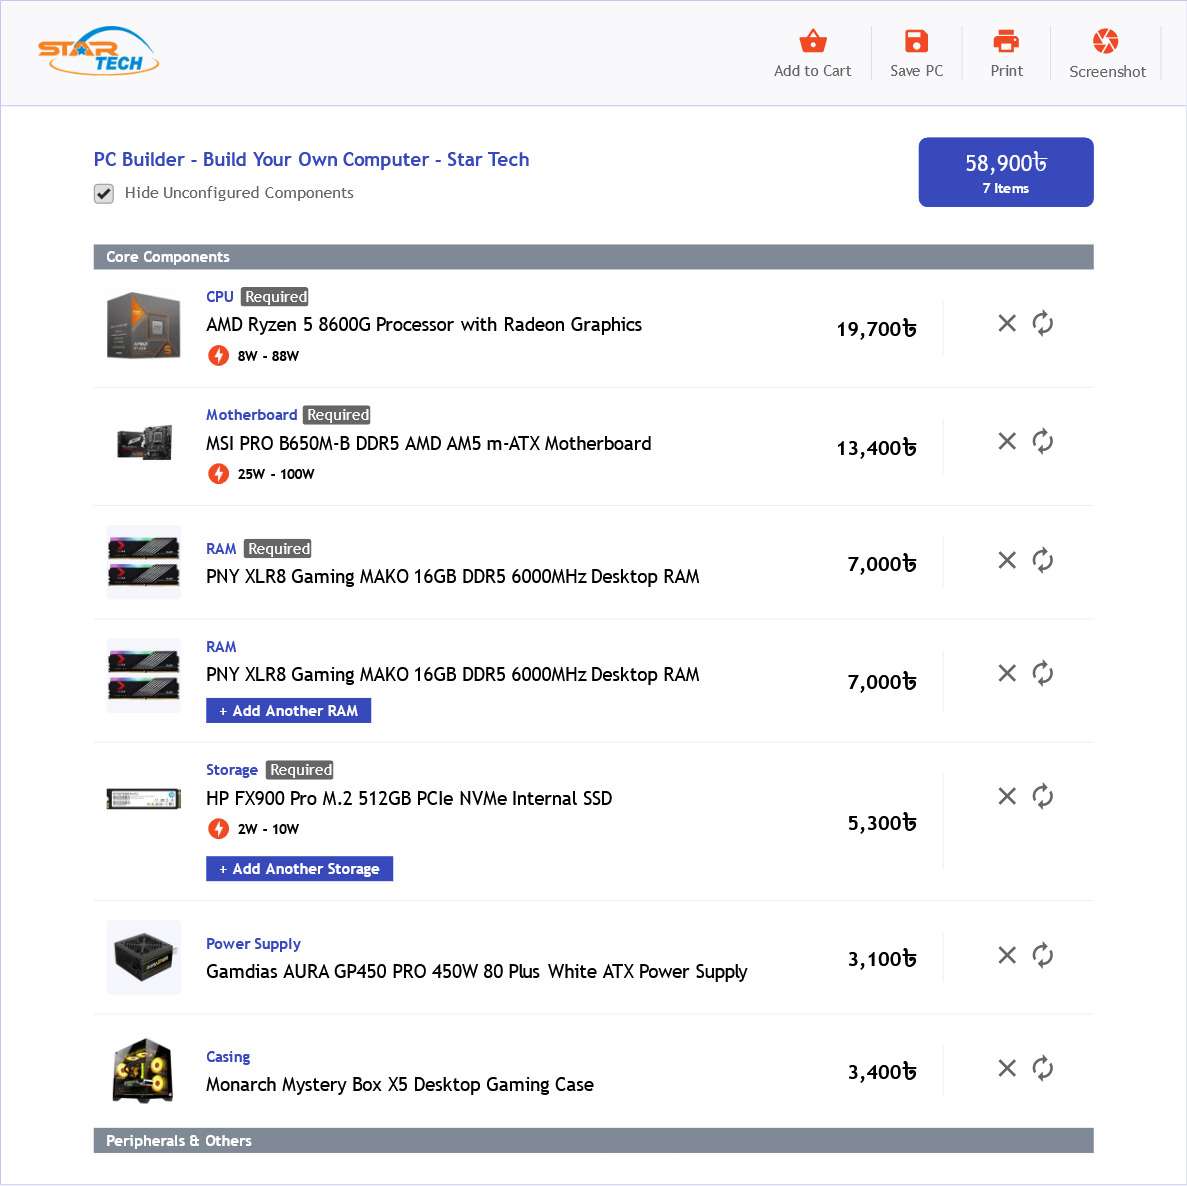 STAR
TECH
Add to Cart
Save PC
Print
Screenshot
PC Builder - Build Your Own Computer - Star Tech
58,900৳
7 Items
Hide Unconfigured Components
Core Components
CPU Required
AMD Ryzen 5 8600G Processor with Radeon Graphics
8W - 88W
19,700৳
Motherboard Required
MSI PRO B650M-B DDR5 AMD AM5 m-ATX Motherboard
25W - 100W
13,400৳
RAM Required
PNY XLR8 Gaming MAKO 16GB DDR5 6000MHz Desktop RAM
7,000৳
RAM
PNY XLR8 Gaming MAKO 16GB DDR5 6000MHz Desktop RAM
7,000৳
+ Add Another RAM
Storage Required
HP FX900 Pro M.2 512GB PCIe NVMe Internal SSD
2W - 10W
5,300৳
+ Add Another Storage
Power Supply
Gamdias AURA GP450 PRO 450W 80 Plus White ATX Power Supply
3,100৳
Casing
Monarch Mystery Box X5 Desktop Gaming Case
3,400৳
Peripherals & Others